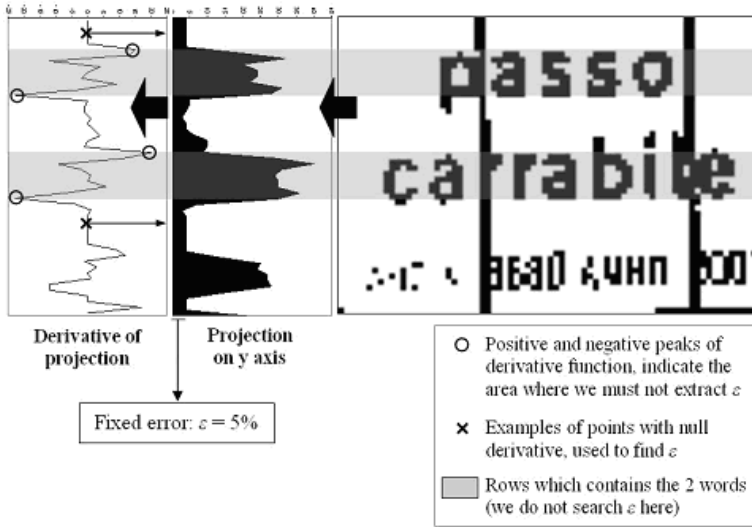 passo
carrabile
Derivative of
projection
Projection
on y axis
Fixed error: ε = 5%
Positive and negative peaks of
derivative function, indicate the
area where we must not extract ε
Examples of points with null
derivative, used to find ε
Rows which contains the 2 words
(we do not search ε here)